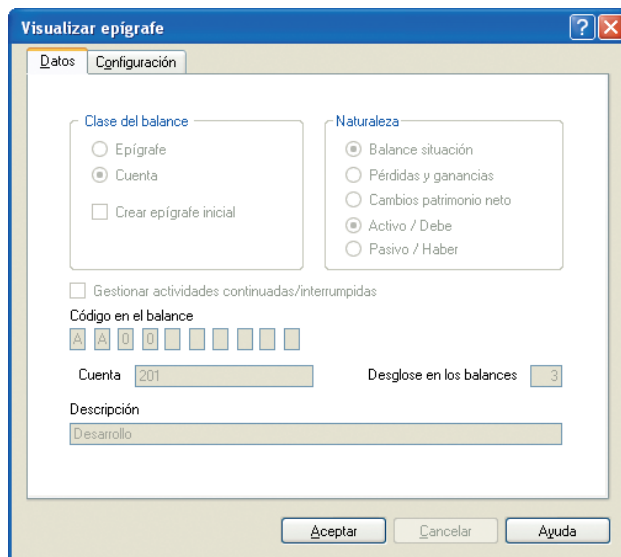 Visualizar epígrafe
Datos Configuración
Clase del balance
Epígrafe
Cuenta
Crear epígrafe inicial
Naturaleza
Balance situación
Pérdidas y ganancias
Cambios patrimonio neto
Activo / Debe
Pasivo / Haber
Gestionar actividades continuadas/interrumpidas
Código en el balance
A A 0 0
Cuenta 201 Desglose en los balances 3
Descripción
Desarrollo
Aceptar Cancelar Ayuda